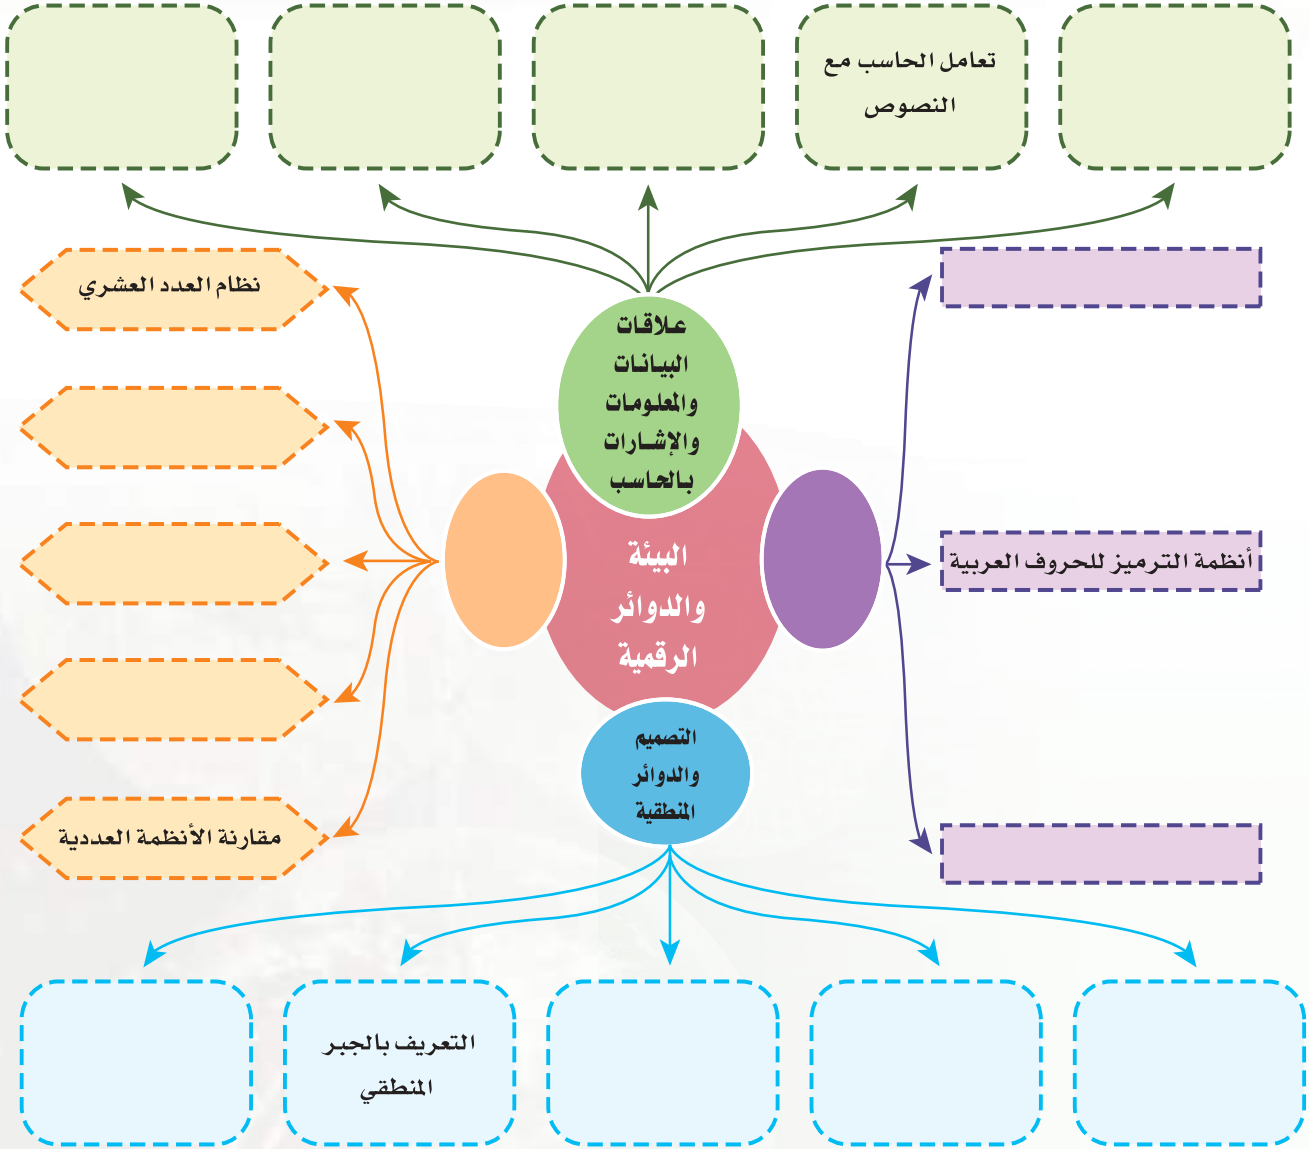 تعامل الحاسب مع
النصوص
نظام العدد العشري
علاقات
البيانات
والمعلومات
والإشارات
بالحاسب
أنظمة الترميز للحروف العربية
البيئة
والدوائر
الرقمية
التصميم
والدوائر
المنطقية
مقارنة الأنظمة العددية
التعريف بالجبر
المنطقي